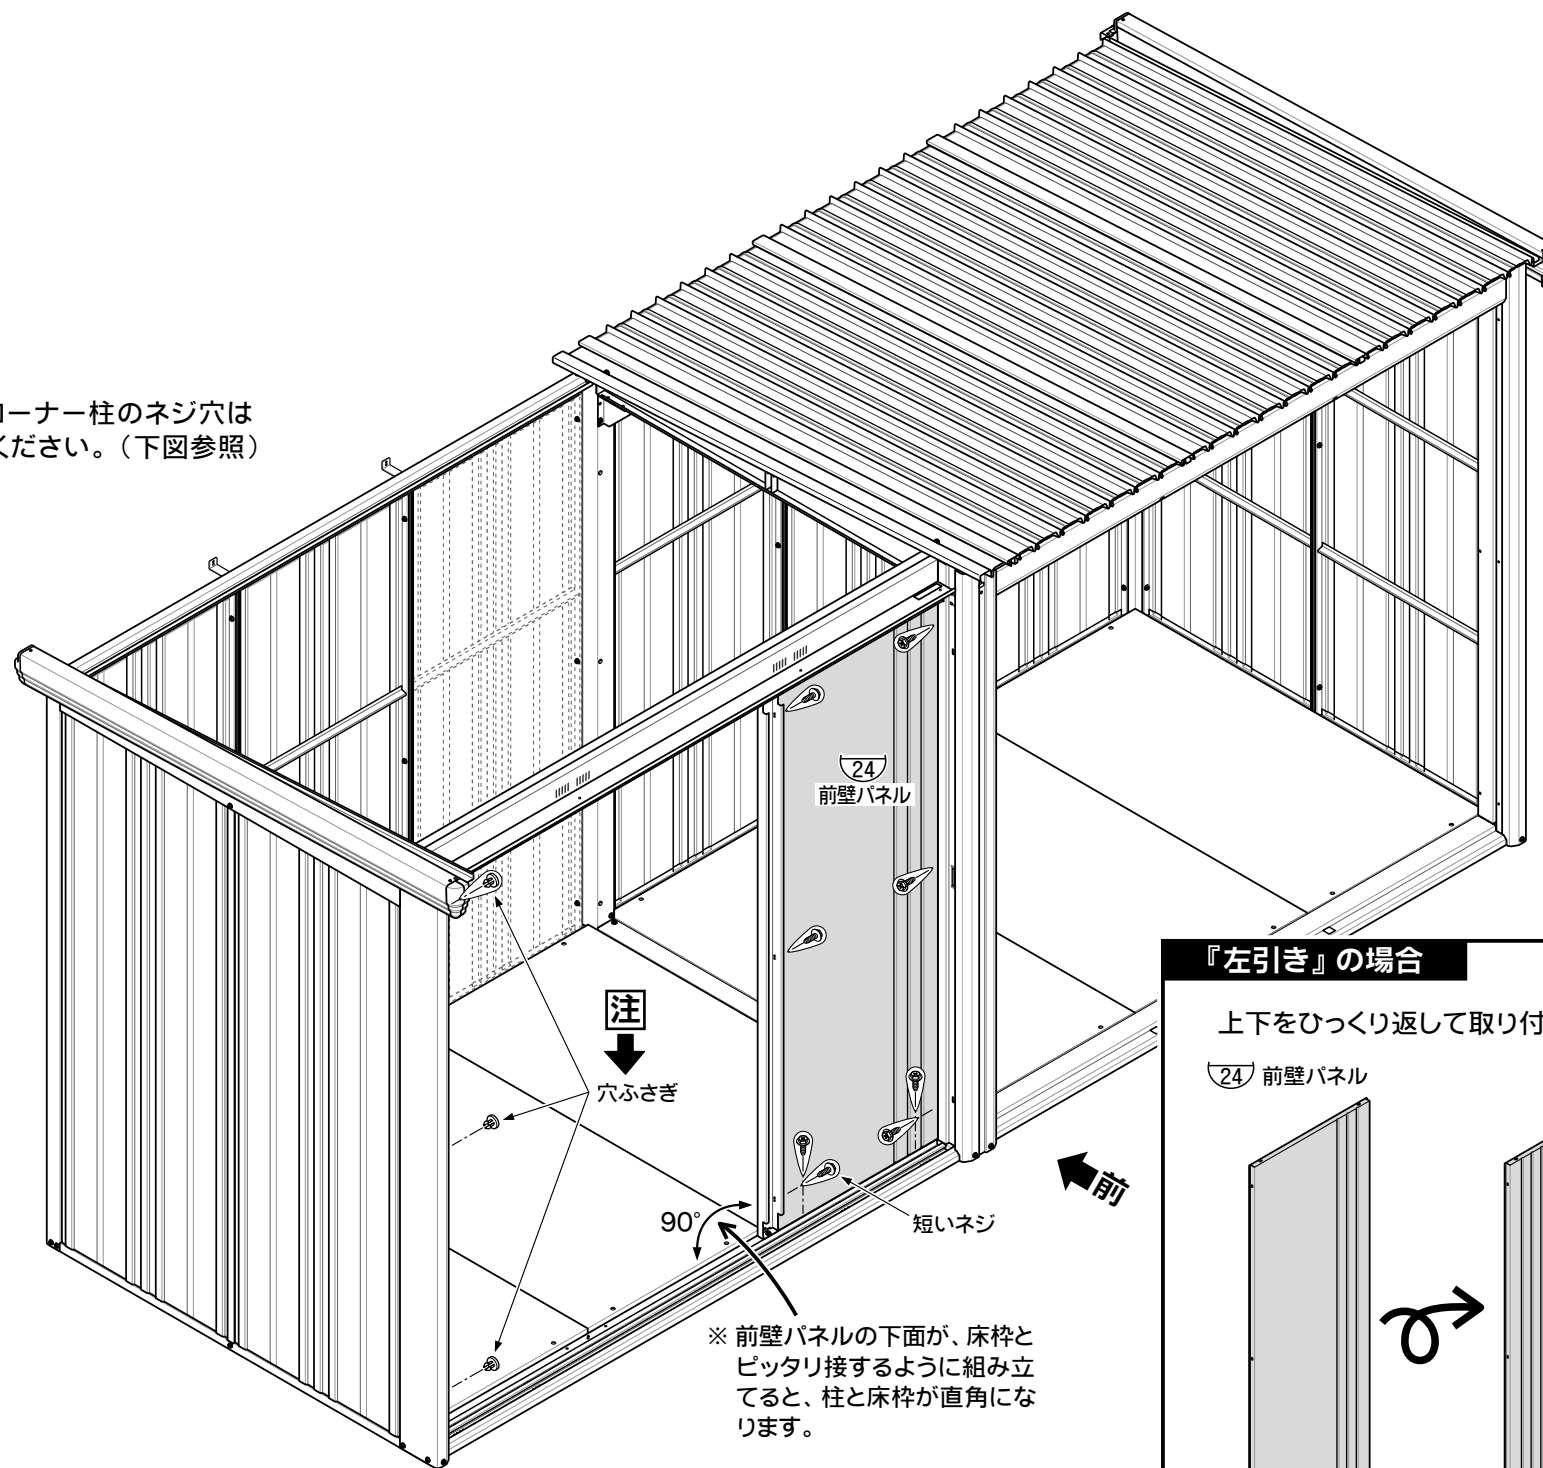 コーナー柱のネジ穴は
ください。（下図参照）
24
前壁パネル
注
穴ふさぎ
90°
短いネジ
前
※ 前壁パネルの下面が、床枠と
ピッタリ接するように組み立
てると、柱と床枠が直角にな
ります。
『左引き』の場合
上下をひっくり返して取り付
24 前壁パネル